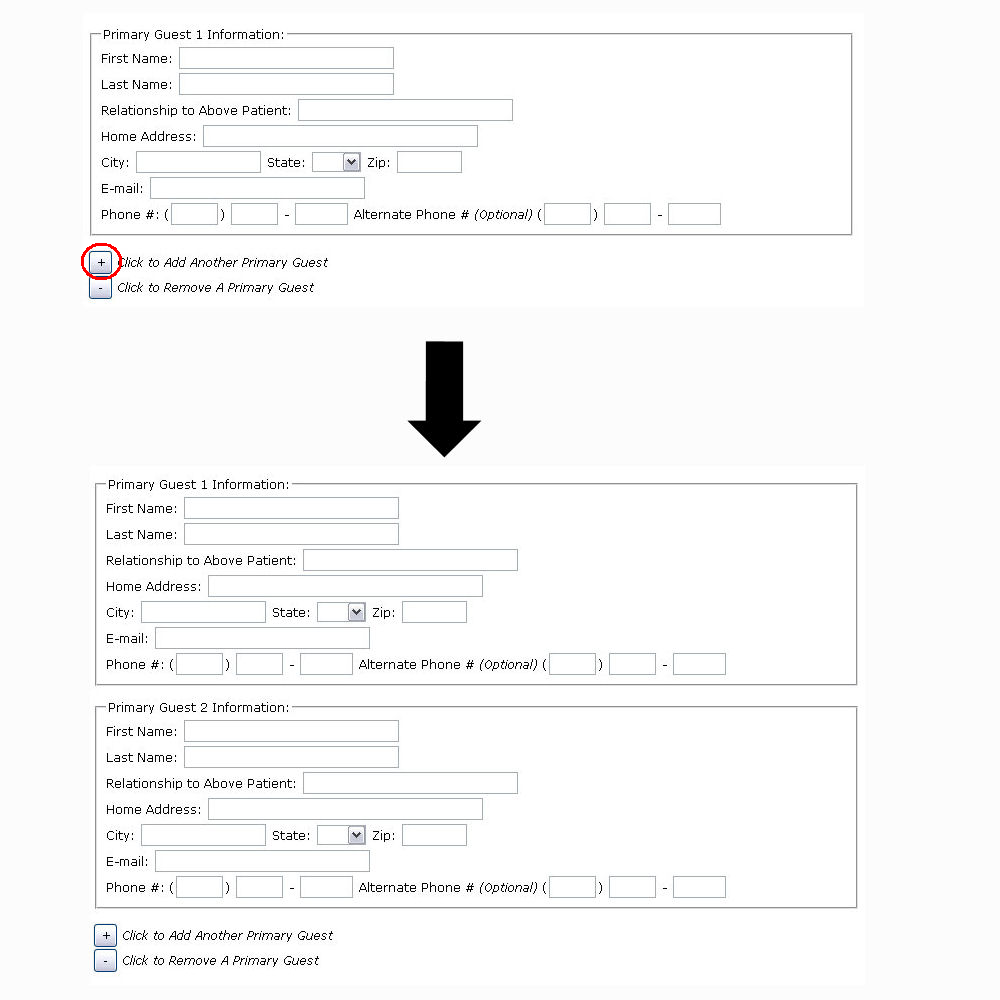 Primary Guest 1 Information:
First Name:
Last Name:
Relationship to Above Patient:
Home Address:
City: State: Zip:
E-mail:
Phone #: ( ) - Alternate Phone # (Optional) ( ) -
+ Click to Add Another Primary Guest
- Click to Remove A Primary Guest
Primary Guest 1 Information:
First Name:
Last Name:
Relationship to Above Patient:
Home Address:
City: State: Zip:
E-mail:
Phone #: ( ) - Alternate Phone # (Optional) ( ) -
Primary Guest 2 Information:
First Name:
Last Name:
Relationship to Above Patient:
Home Address:
City: State: Zip:
E-mail:
Phone #: ( ) - Alternate Phone # (Optional) ( ) -
+ Click to Add Another Primary Guest
- Click to Remove A Primary Guest